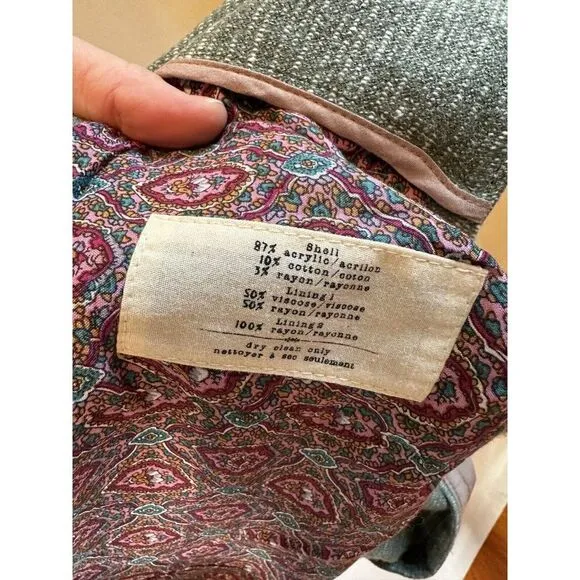 Shell
87% acrylic/acrilon
10% cotton/coton
3% rayon/rayonne
Lining 1
50% viscose/viscose
50% rayon/rayonne
Lining 2
100% rayon/rayonne
dry clean only
nettoyer à sec seulement